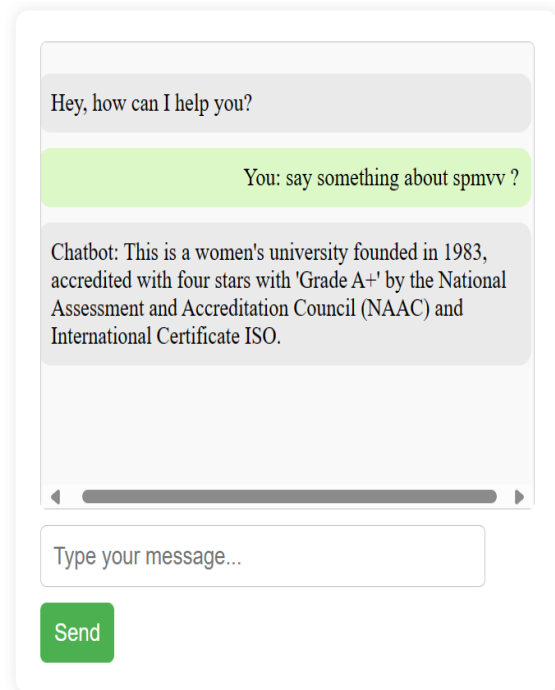 Hey, how can I help you?
You: say something about spmvv ?
Chatbot: This is a women's university founded in 1983,
accredited with four stars with 'Grade A+' by the National
Assessment and Accreditation Council (NAAC) and
International Certificate ISO.
Type your message...
Send